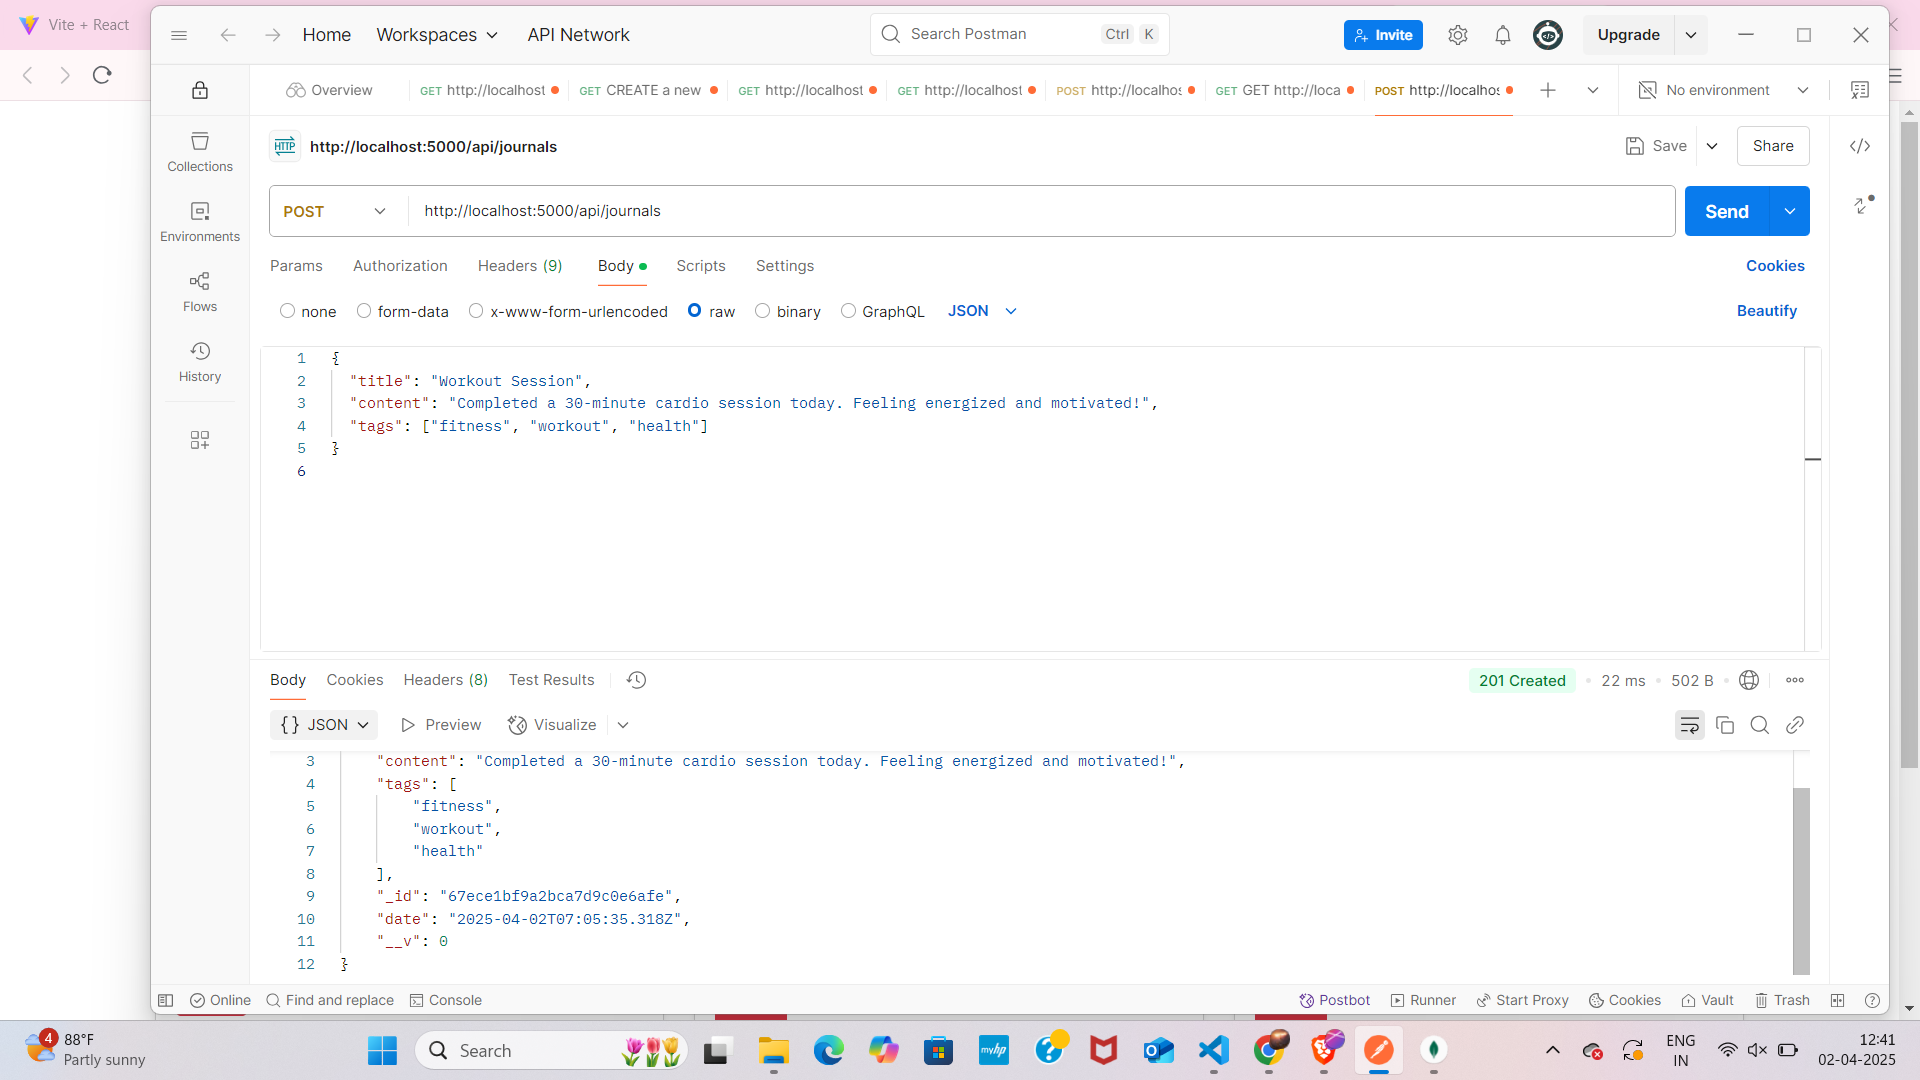 Vite + React
Home
Workspaces
API Network
Search Postman
Ctrl K
Invite
Upgrade
Overview
GET http://localhost
GET CREATE a new
GET http://localhost
GET http://localhost
POST http://localhos
GET GET http://loca
POST http://localhos
No environment
Collections
Environments
Flows
History
HTTP http://localhost:5000/api/journals
Save
Share
POST
http://localhost:5000/api/journals
Send
Params
Authorization
Headers (9)
Body
Scripts
Settings
Cookies
none
form-data
x-www-form-urlencoded
raw
binary
GraphQL
JSON
Beautify
1 {
2 "title": "Workout Session",
3 "content": "Completed a 30-minute cardio session today. Feeling energized and motivated!",
4 "tags": ["fitness", "workout", "health"]
5 }
6
Body
Cookies
Headers (8)
Test Results
201 Created
22 ms
502 B
{} JSON
Preview
Visualize
3 "content": "Completed a 30-minute cardio session today. Feeling energized and motivated!",
4 "tags": [
5 "fitness",
6 "workout",
7 "health"
8 ],
9 "_id": "67ece1bf9a2bca7d9c0e6afe",
10 "date": "2025-04-02T07:05:35.318Z",
11 "__v": 0
12 }
Online
Find and replace
Console
Postbot
Runner
Start Proxy
Cookies
Vault
Trash
4
88°F
Partly sunny
Search
myhp
ENG
IN
12:41
02-04-2025